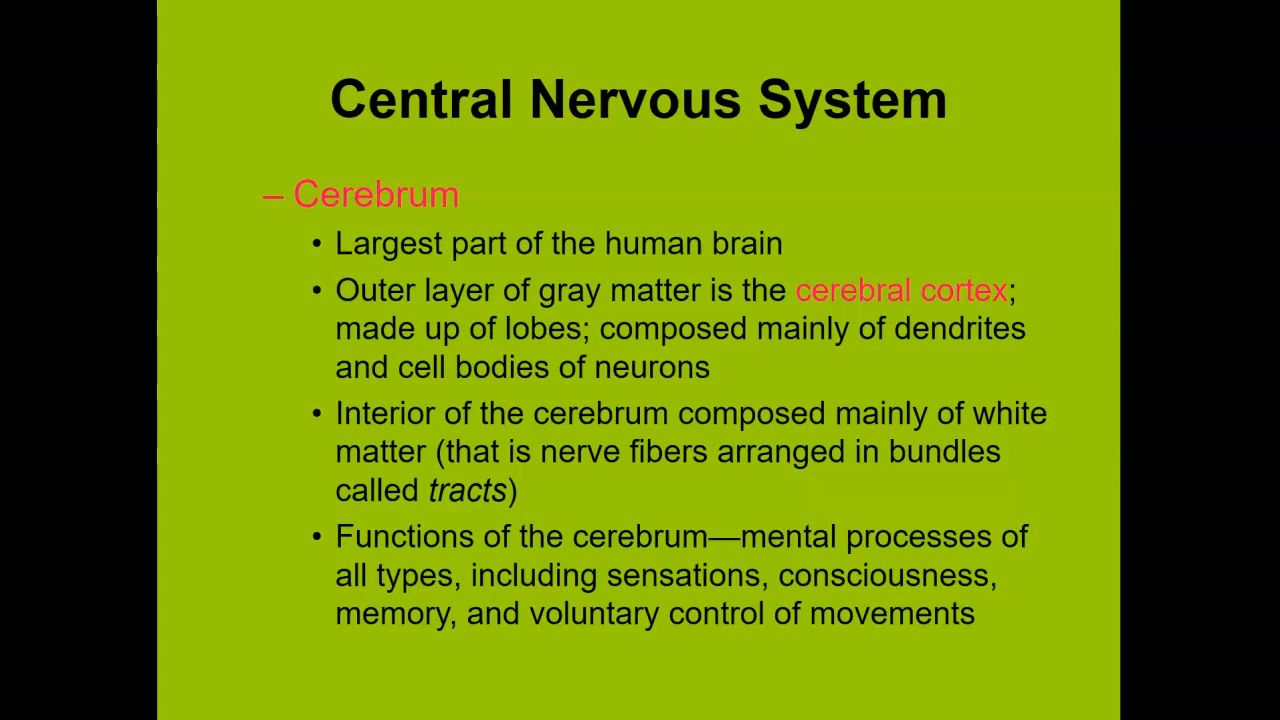 Central Nervous System
– Cerebrum
• Largest part of the human brain
• Outer layer of gray matter is the cerebral cortex;
made up of lobes; composed mainly of dendrites
and cell bodies of neurons
• Interior of the cerebrum composed mainly of white
matter (that is nerve fibers arranged in bundles
called tracts)
• Functions of the cerebrum—mental processes of
all types, including sensations, consciousness,
memory, and voluntary control of movements